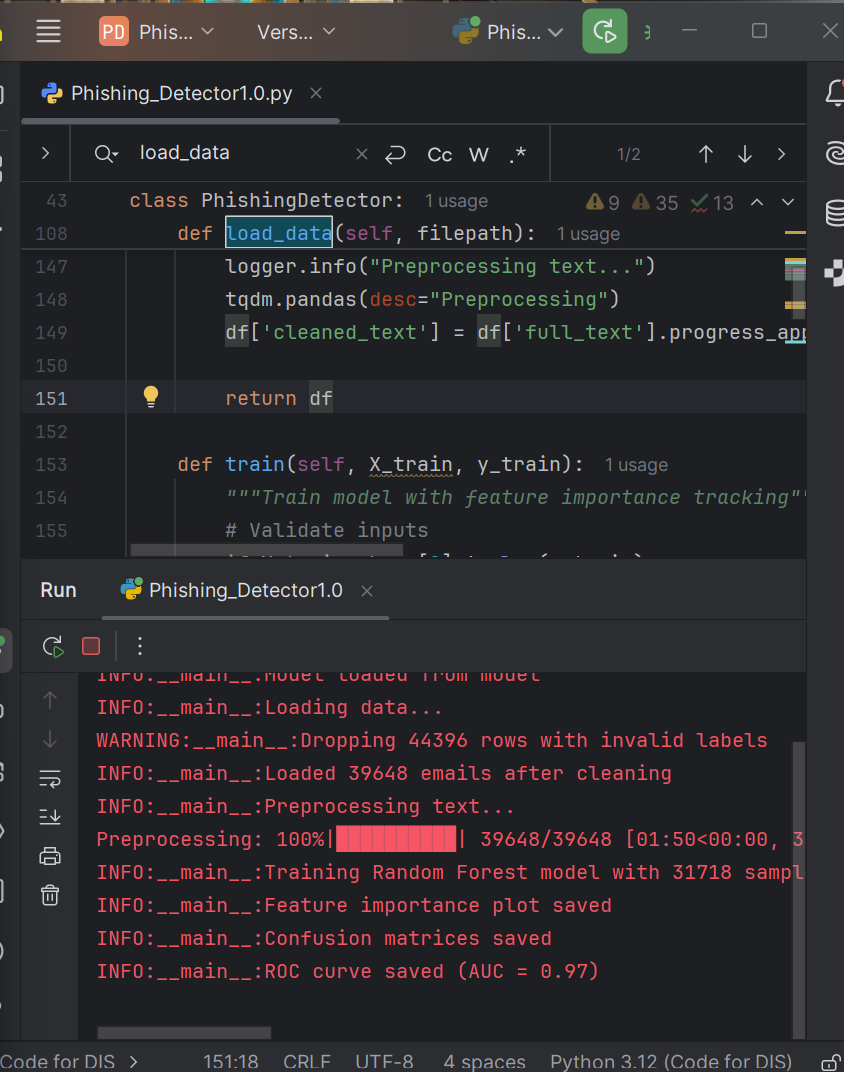 PD Phis... Vers... Phis...
Phishing_Detector1.0.py
load_data Cc W .* 1/2
43 class PhishingDetector: 1 usage 9 35 13
108 def load_data(self, filepath): 1 usage
147 logger.info("Preprocessing text...")
148 tqdm.pandas(desc="Preprocessing")
149 df['cleaned_text'] = df['full_text'].progress_app
150
151 return df
152
153 def train(self, X_train, y_train): 1 usage
154 """Train model with feature importance tracking""
155 # Validate inputs
Run Phishing_Detector1.0
INFO:__main__:Model loaded from model
INFO:__main__:Loading data...
WARNING:__main__:Dropping 44396 rows with invalid labels
INFO:__main__:Loaded 39648 emails after cleaning
INFO:__main__:Preprocessing text...
Preprocessing: 100%|██████████| 39648/39648 [01:50<00:00, 3
INFO:__main__:Training Random Forest model with 31718 sampl
INFO:__main__:Feature importance plot saved
INFO:__main__:Confusion matrices saved
INFO:__main__:ROC curve saved (AUC = 0.97)
Code for DIS 151:18 CRLF UTF-8 4 spaces Python 3.12 (Code for DIS)